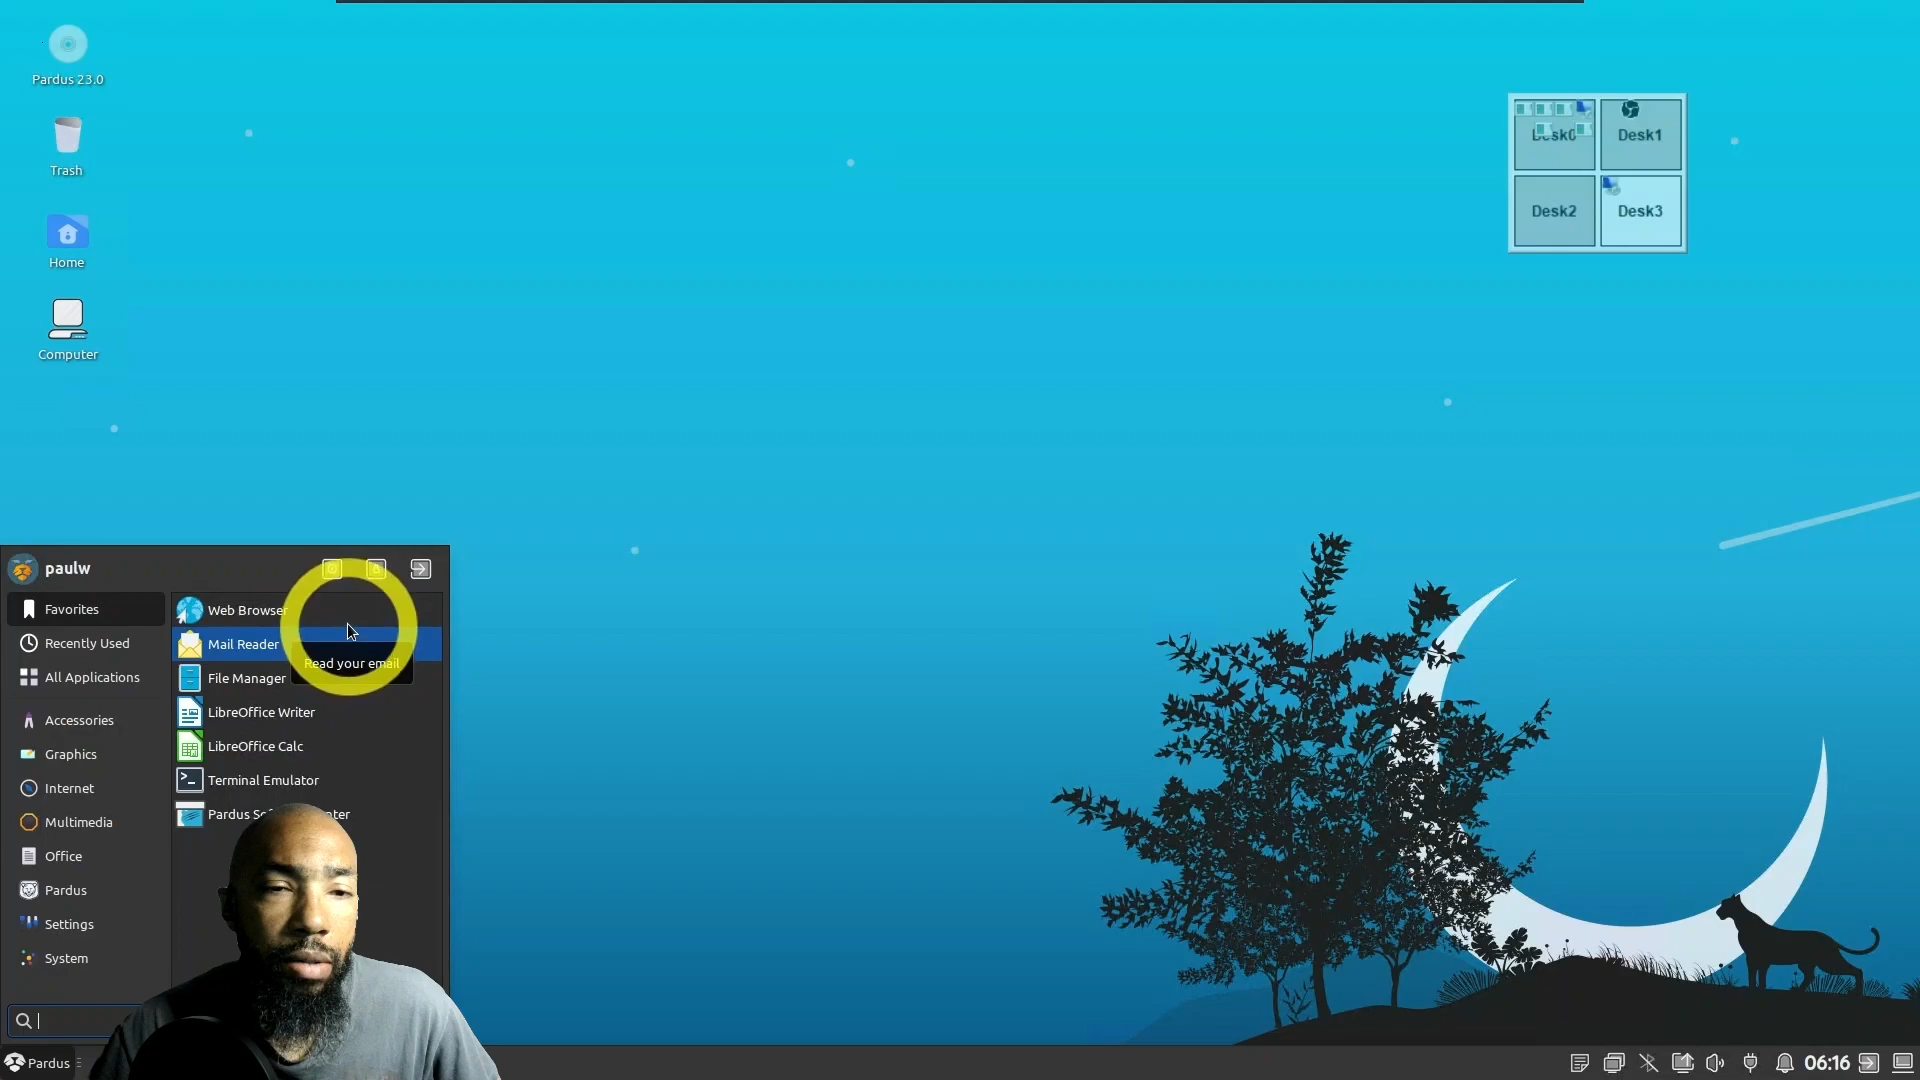 Pardus 23.0
Trash
Home
Computer
Desk0
Desk1
Desk2
Desk3
paulw
Favorites
Recently Used
All Applications
Accessories
Graphics
Internet
Multimedia
Office
Pardus
Settings
System
Web Browser
Mail Reader
Read your email
File Manager
LibreOffice Writer
LibreOffice Calc
Terminal Emulator
Pardus
Pardus
06:16